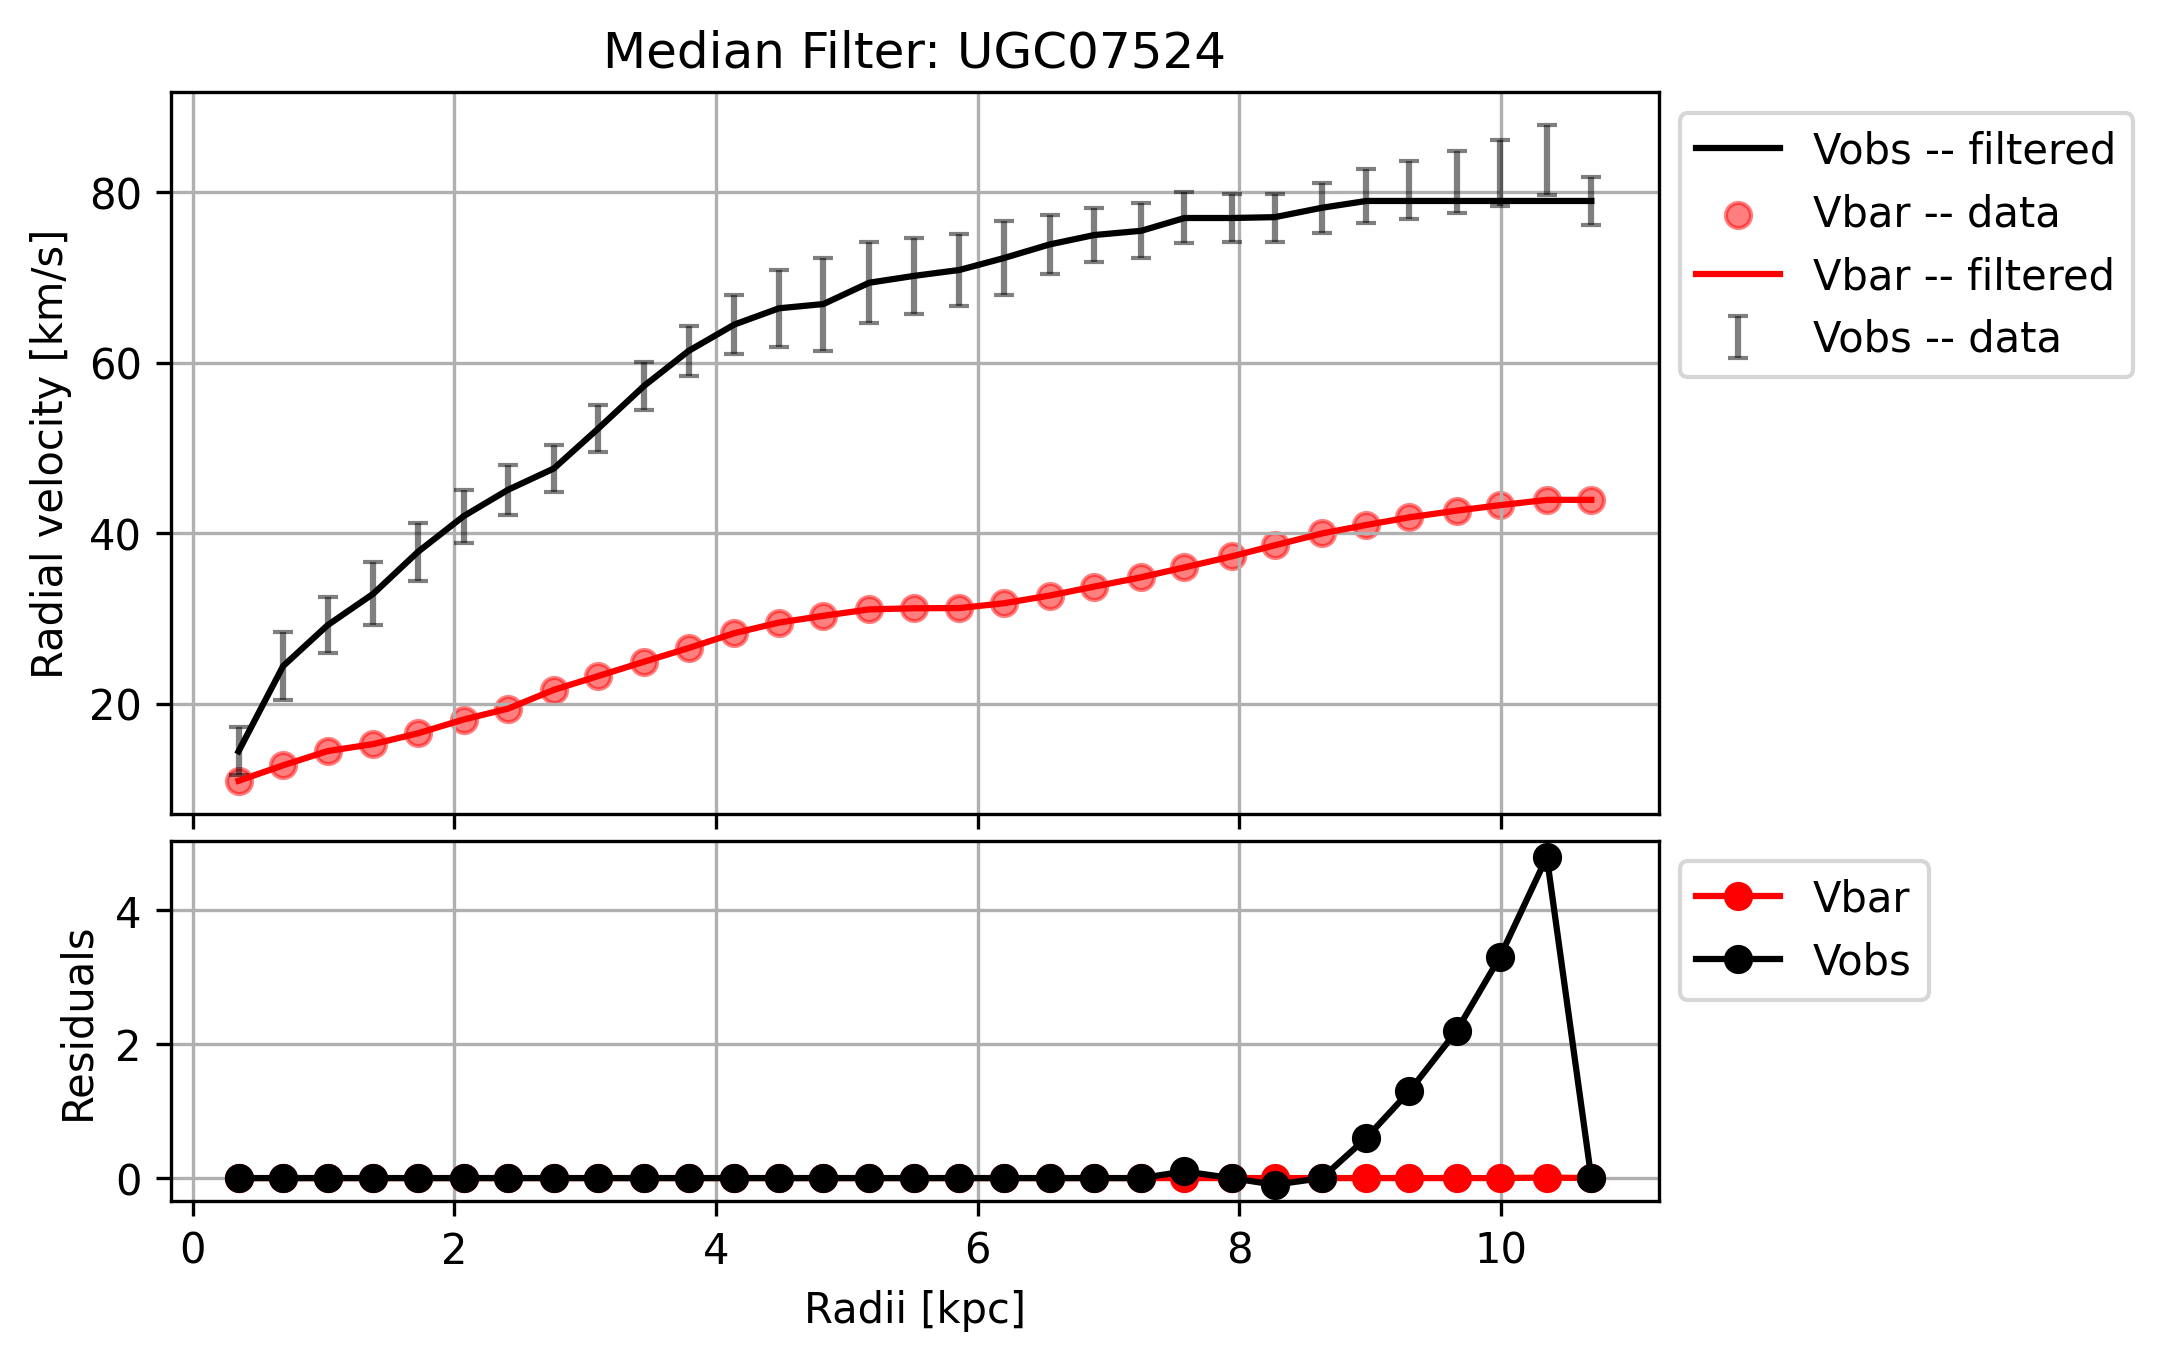 Median Filter: UGC07524
Radial velocity [km/s]
80
60
40
20
Vobs -- filtered
Vbar -- data
Vbar -- filtered
Vobs -- data
Residuals
4
2
0
Vbar
Vobs
0 2 4 6 8 10
Radii [kpc]